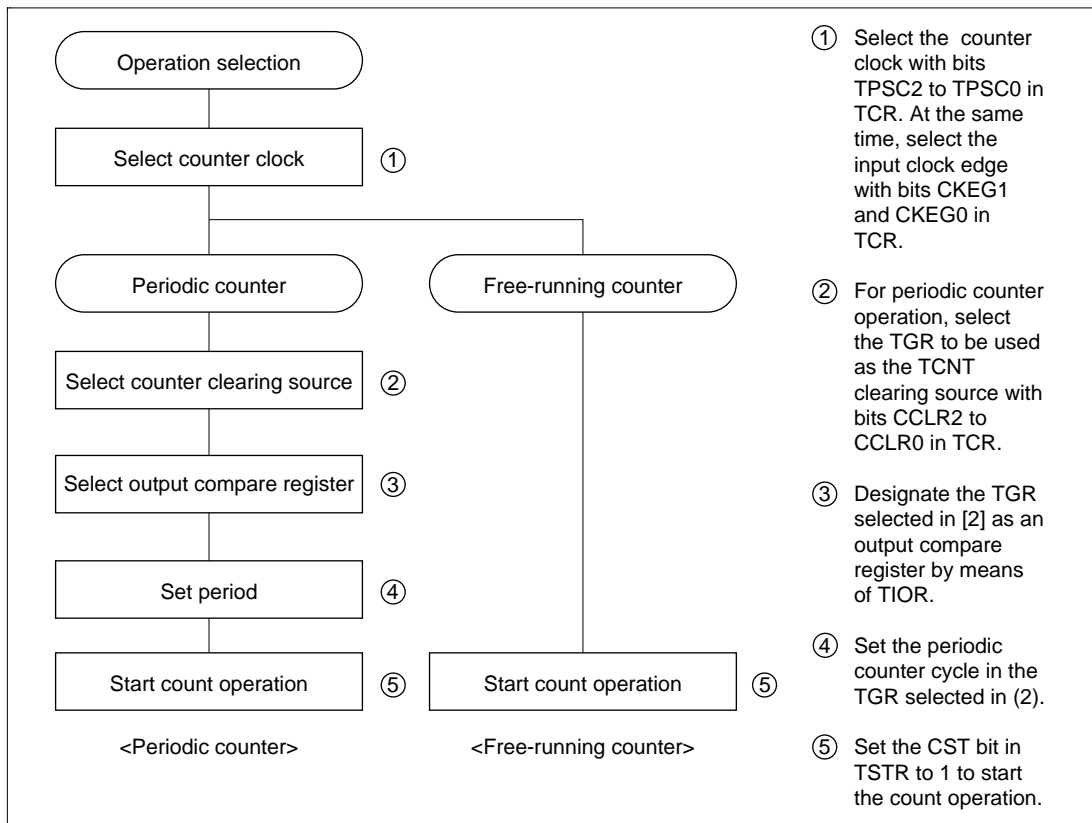 Operation selection
Select counter clock
①
Periodic counter
Free-running counter
Select counter clearing source
②
Select output compare register
③
Set period
④
Start count operation
⑤
Start count operation
⑤
<Periodic counter>
<Free-running counter>
① Select the counter
clock with bits
TPSC2 to TPSC0 in
TCR. At the same
time, select the
input clock edge
with bits CKEG1
and CKEG0 in
TCR.
② For periodic counter
operation, select
the TGR to be used
as the TCNT
clearing source with
bits CCLR2 to
CCLR0 in TCR.
③ Designate the TGR
selected in [2] as an
output compare
register by means
of TIOR.
④ Set the periodic
counter cycle in the
TGR selected in (2).
⑤ Set the CST bit in
TSTR to 1 to start
the count operation.